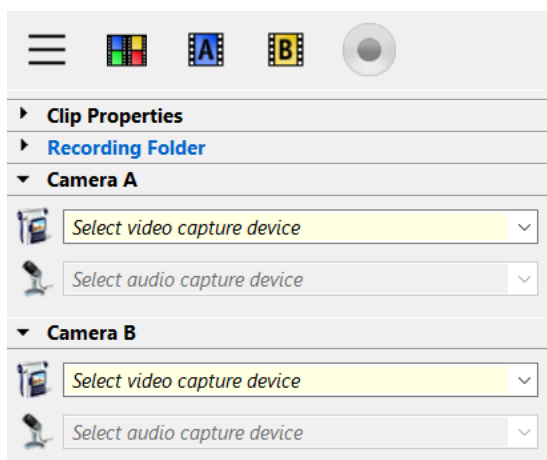 A B
Clip Properties
Recording Folder
Camera A
Select video capture device
Select audio capture device
Camera B
Select video capture device
Select audio capture device